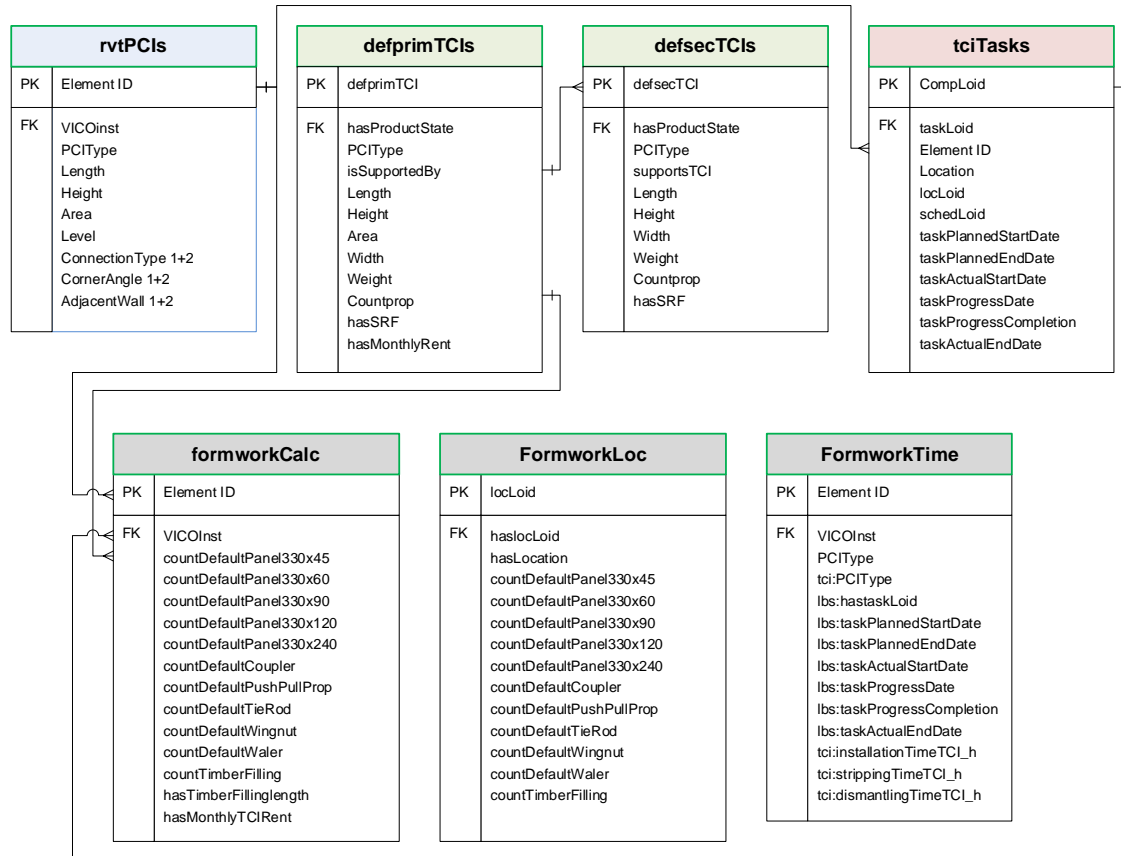 rvtPCIs
PK
Element ID
FK
VICOinst
PCIType
Length
Height
Area
Level
ConnectionType 1+2
CornerAngle 1+2
AdjacentWall 1+2
defprimTCIs
PK
defprimTCI
FK
hasProductState
PCIType
isSupportedBy
Length
Height
Area
Width
Weight
Countprop
hasSRF
hasMonthlyRent
defsecTCIs
PK
defsecTCI
FK
hasProductState
PCIType
supportsTCI
Length
Height
Width
Weight
Countprop
hasSRF
tciTasks
PK
CompLoid
FK
taskLoid
Element ID
Location
locLoid
schedLoid
taskPlannedStartDate
taskPlannedEndDate
taskActualStartDate
taskProgressDate
taskProgressCompletion
taskActualEndDate
formworkCalc
PK
Element ID
FK
VICOInst
countDefaultPanel330x45
countDefaultPanel330x60
countDefaultPanel330x90
countDefaultPanel330x120
countDefaultPanel330x240
countDefaultCoupler
countDefaultPushPullProp
countDefaultTieRod
countDefaultWingnut
countDefaultWaler
countTimberFilling
hasTimberFillinglength
hasMonthlyTCIRent
FormworkLoc
PK
locLoid
FK
haslocLoid
hasLocation
countDefaultPanel330x45
countDefaultPanel330x60
countDefaultPanel330x90
countDefaultPanel330x120
countDefaultPanel330x240
countDefaultCoupler
countDefaultPushPullProp
countDefaultTieRod
countDefaultWingnut
countDefaultWaler
countTimberFilling
FormworkTime
PK
Element ID
FK
VICOInst
PCIType
tci:PCIType
lbs:hastaskLoid
lbs:taskPlannedStartDate
lbs:taskPlannedEndDate
lbs:taskActualStartDate
lbs:taskProgressDate
lbs:taskProgressCompletion
lbs:taskActualEndDate
tci:installationTimeTCI_h
tci:strippingTimeTCI_h
tci:dismantlingTimeTCI_h